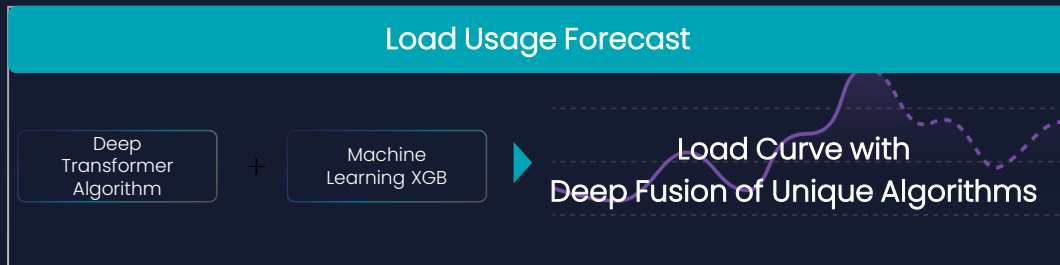 Load Usage Forecast
Deep
Transformer
Algorithm
+
Machine
Learning XGB
Load Curve with
Deep Fusion of Unique Algorithms